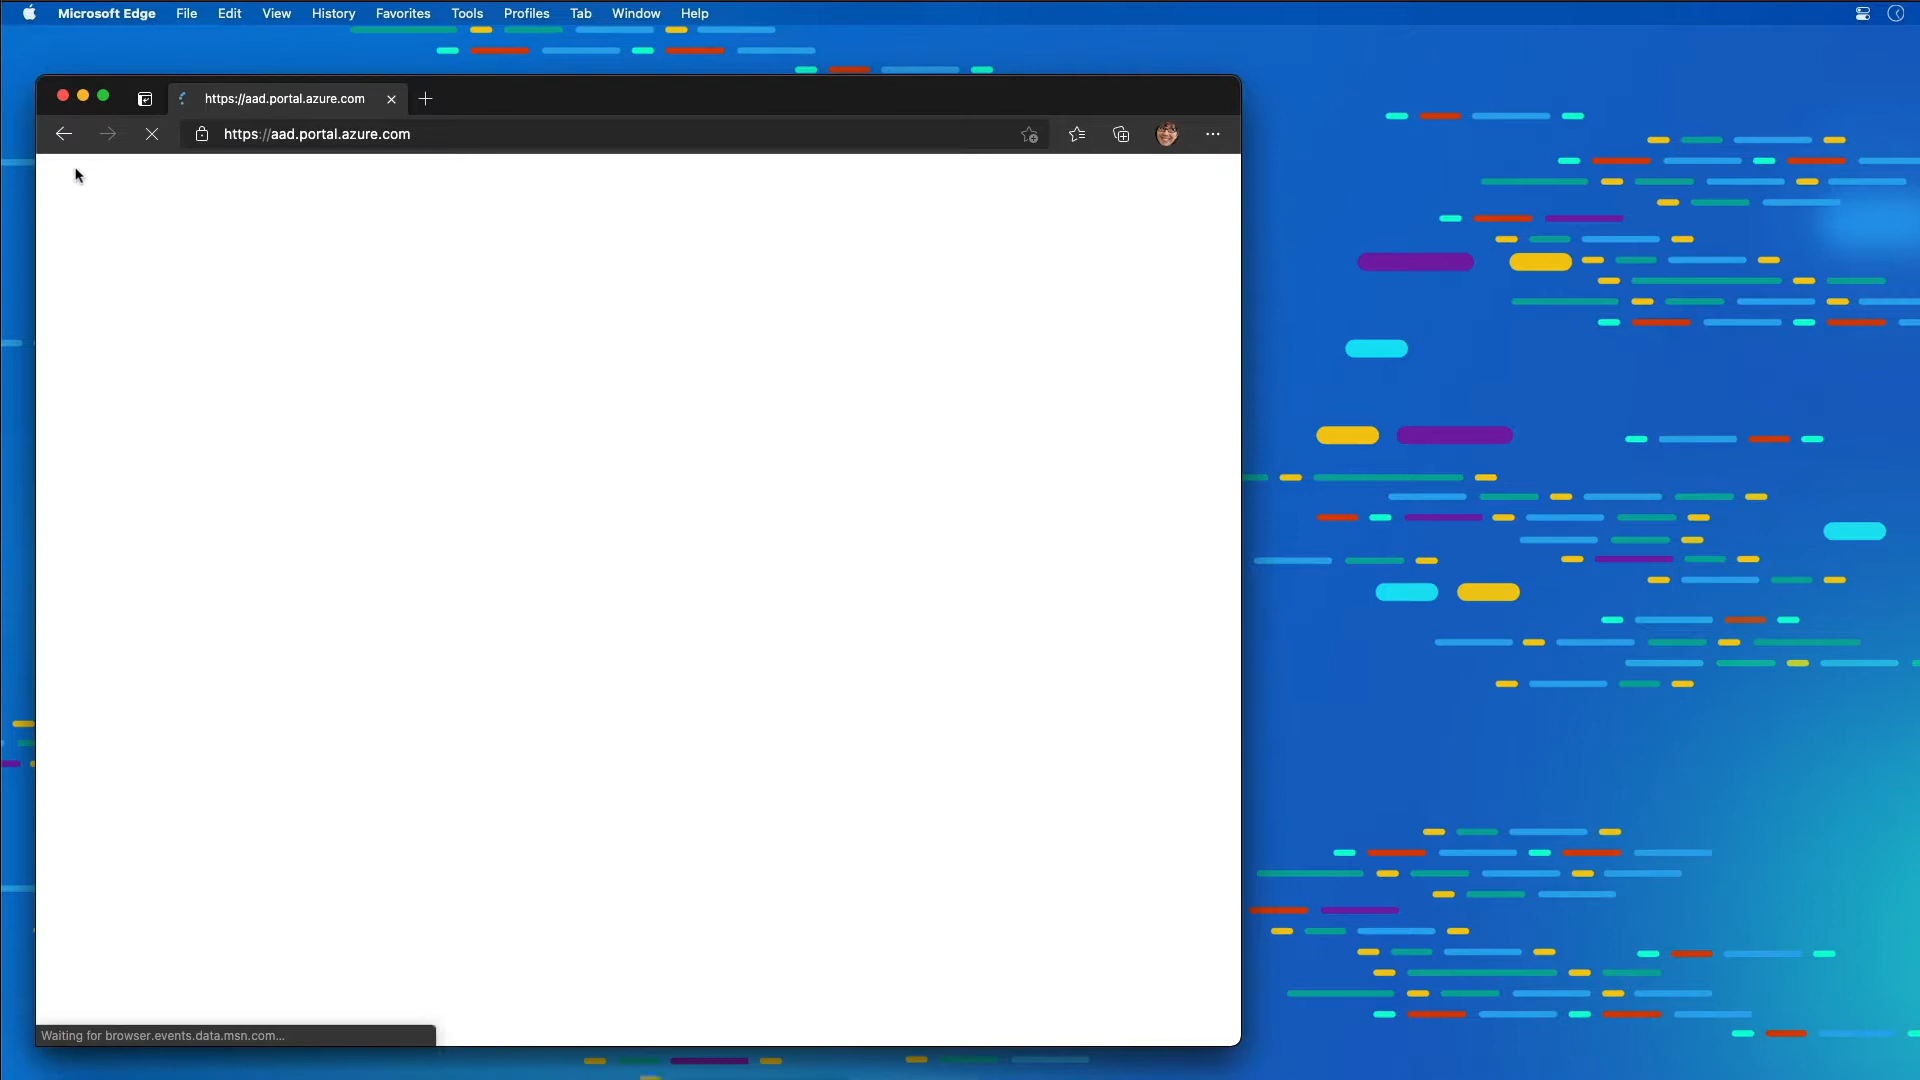 Microsoft Edge File Edit View History Favorites Tools Profiles Tab Window Help
https://aad.portal.azure.com
https://aad.portal.azure.com
Waiting for browser.events.data.msn.com...